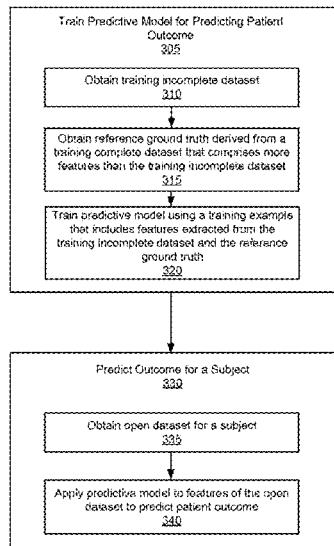 Train Predictive Model for Predicting Patient
Outcome
305
Obtain training incomplete dataset
310
Obtain reference ground truth derived from a
training complete dataset that comprises more
features than the training incomplete dataset
315
Train predictive model using a training example
that includes features extracted from the
training incomplete dataset and the reference
ground truth
320
Predict Outcome for a Subject
330
Obtain open dataset for a subject
335
Apply predictive model to features of the open
dataset to predict patient outcome
340